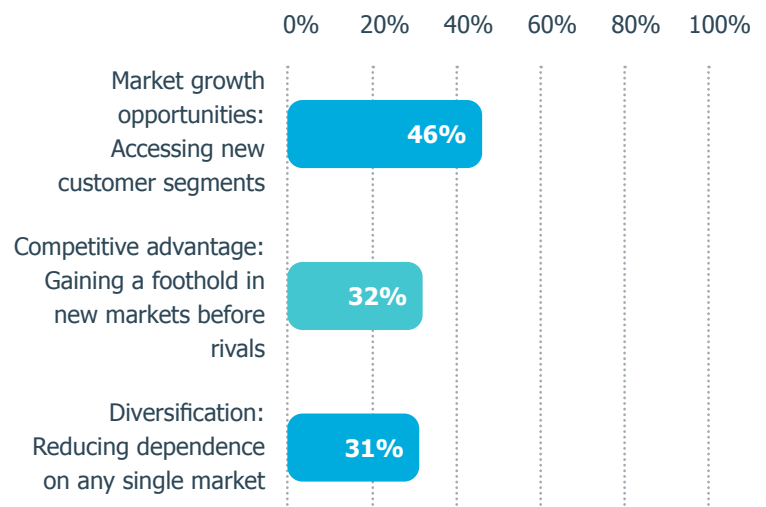 0% 20% 40% 60% 80% 100%
Market growth
opportunities:
Accessing new
customer segments
46%
Competitive advantage:
Gaining a foothold in
new markets before
rivals
32%
Diversification:
Reducing dependence
on any single market
31%